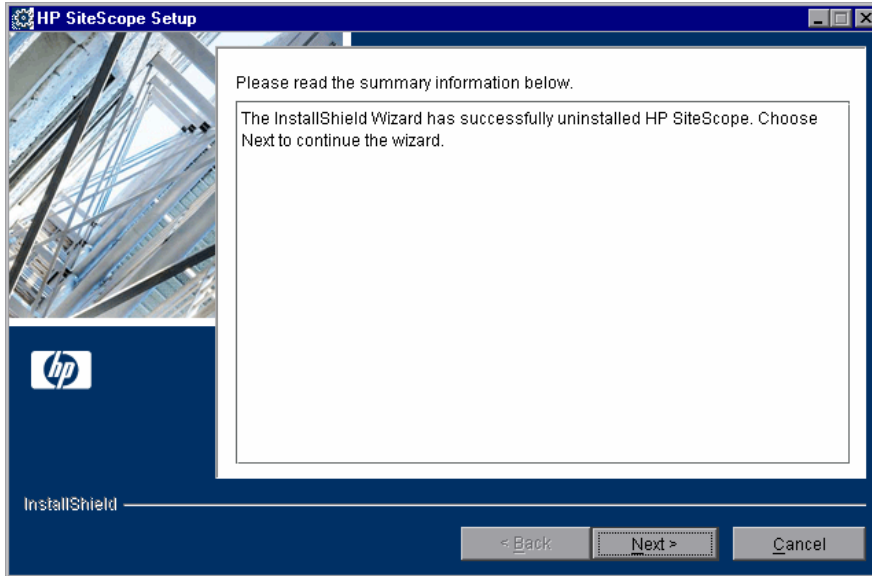 HP SiteScope Setup
Please read the summary information below.
The InstallShield Wizard has successfully uninstalled HP SiteScope. Choose
Next to continue the wizard.
hp
InstallShield
< Back
Next >
Cancel